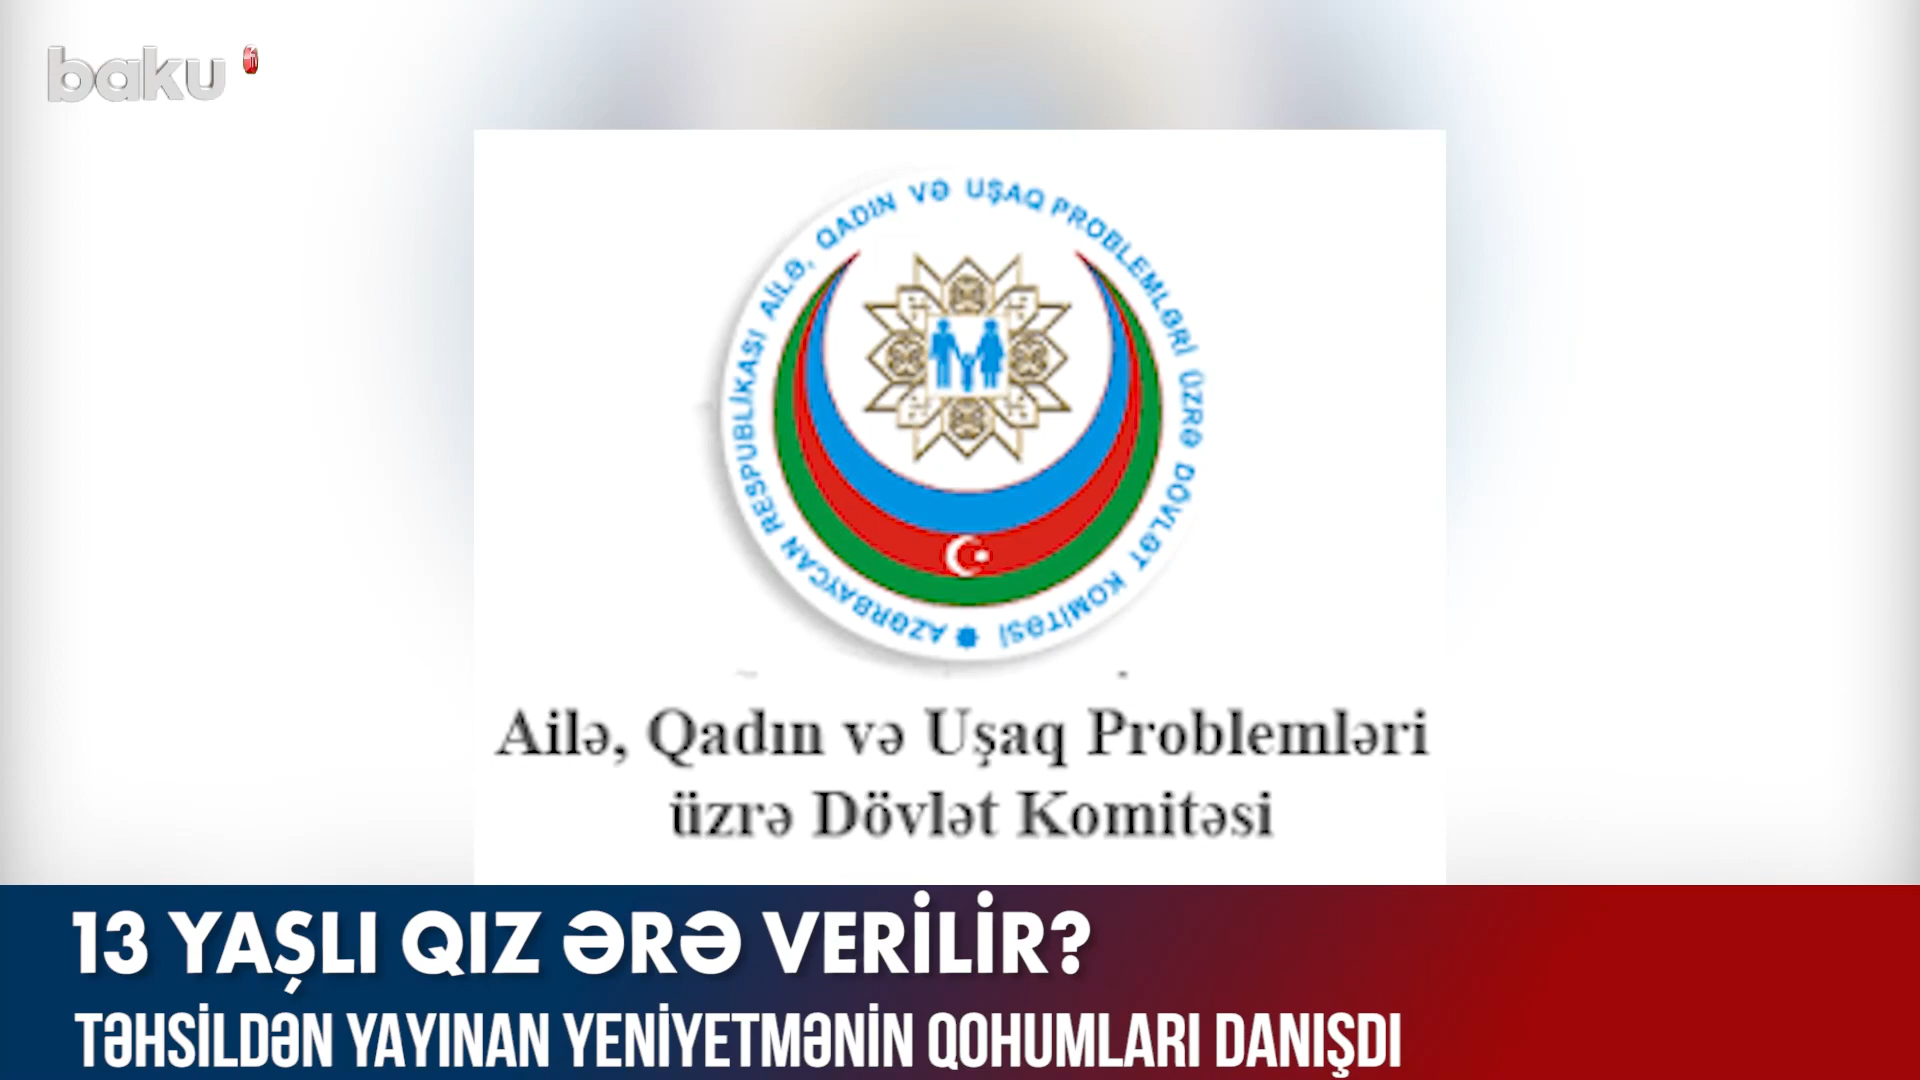 baku
AZƏRBAYCAN RESPUBLİKASI AİLƏ, QADIN VƏ UŞAQ PROBLEMLƏRİ ÜZRƏ DÖVLƏT KOMİTƏSİ
Ailə, Qadın və Uşaq Problemləri
üzrə Dövlət Komitəsi
13 YAŞLI QIZ ƏRƏ VERİLİR?
TƏHSİLDƏN YAYINAN YENİYETMƏNİN QOHUMLARI DANIŞDI